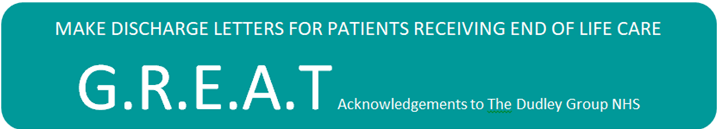 MAKE DISCHARGE LETTERS FOR PATIENTS RECEIVING END OF LIFE CARE
G.R.E.A.T Acknowledgements to The Dudley Group NHS